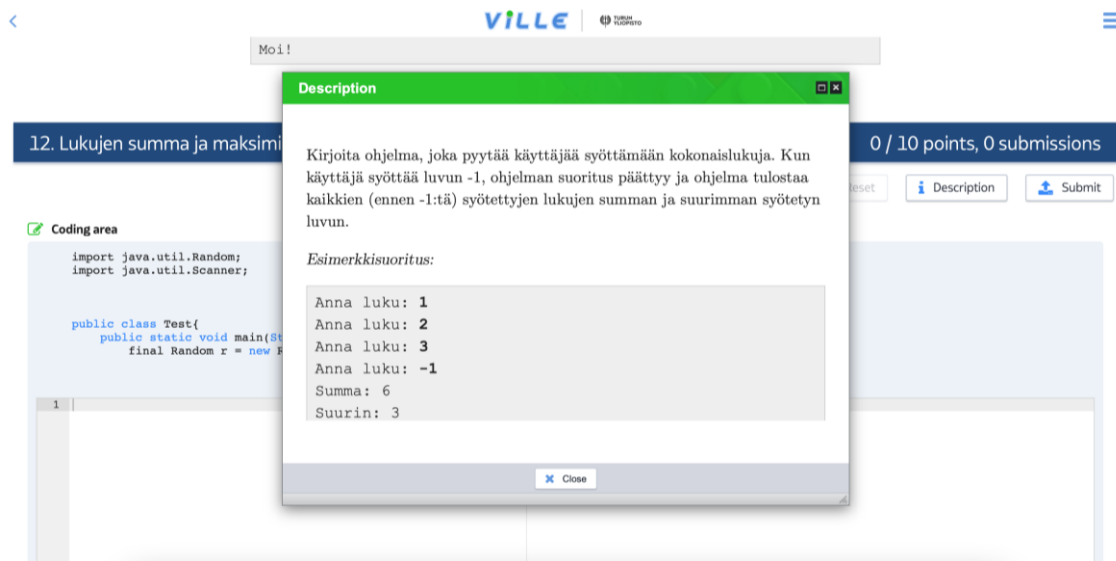 ViLLE
TURUN
YLIOPISTO
Moi!
Description
12. Lukujen summa ja maksimi
0 / 10 points, 0 submissions
Kirjoita ohjelma, joka pyytää käyttäjää syöttämään kokonaislukuja. Kun
käyttäjä syöttää luvun -1, ohjelman suoritus päättyy ja ohjelma tulostaa
kaikkien (ennen -1:tä) syötettyjen lukujen summan ja suurimman syötetyn
luvun.
Description
Submit
Coding area
Esimerkkisuoritus:
import java.util.Random;
import java.util.Scanner;
public class Test{
public static void main(St
final Random r = new
Anna luku: 1
Anna luku: 2
Anna luku: 3
Anna luku: -1
Summa: 6
Suurin: 3
1
Close